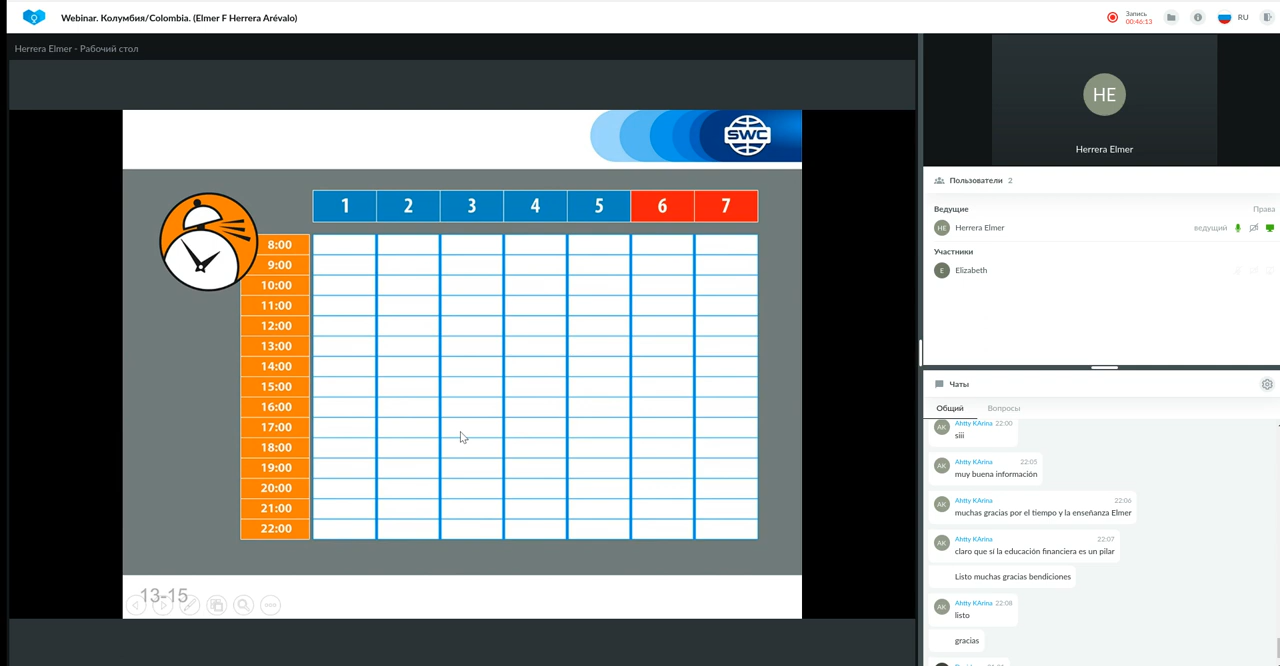 Webinar. Колумбия/Colombia. (Elmer F Herrera Arévalo)
Запись
00:46:13
RU
Herrera Elmer - Рабочий стол
SWC
1 2 3 4 5 6 7
8:00
9:00
10:00
11:00
12:00
13:00
14:00
15:00
16:00
17:00
18:00
19:00
20:00
21:00
22:00
13-15
HE
Herrera Elmer
Пользователи 2
Ведущие Права
HE Herrera Elmer ведущий
Участники
E Elizabeth
Чаты
Общий Вопросы
AK Ahtty KArina 22:00
siii
AK Ahtty KArina 22:05
muy buena información
AK Ahtty KArina 22:06
muchas gracias por el tiempo y la enseñanza Elmer
AK Ahtty KArina 22:07
claro que sí la educación financiera es un pilar
Listo muchas gracias bendiciones
AK Ahtty KArina 22:08
listo
gracias